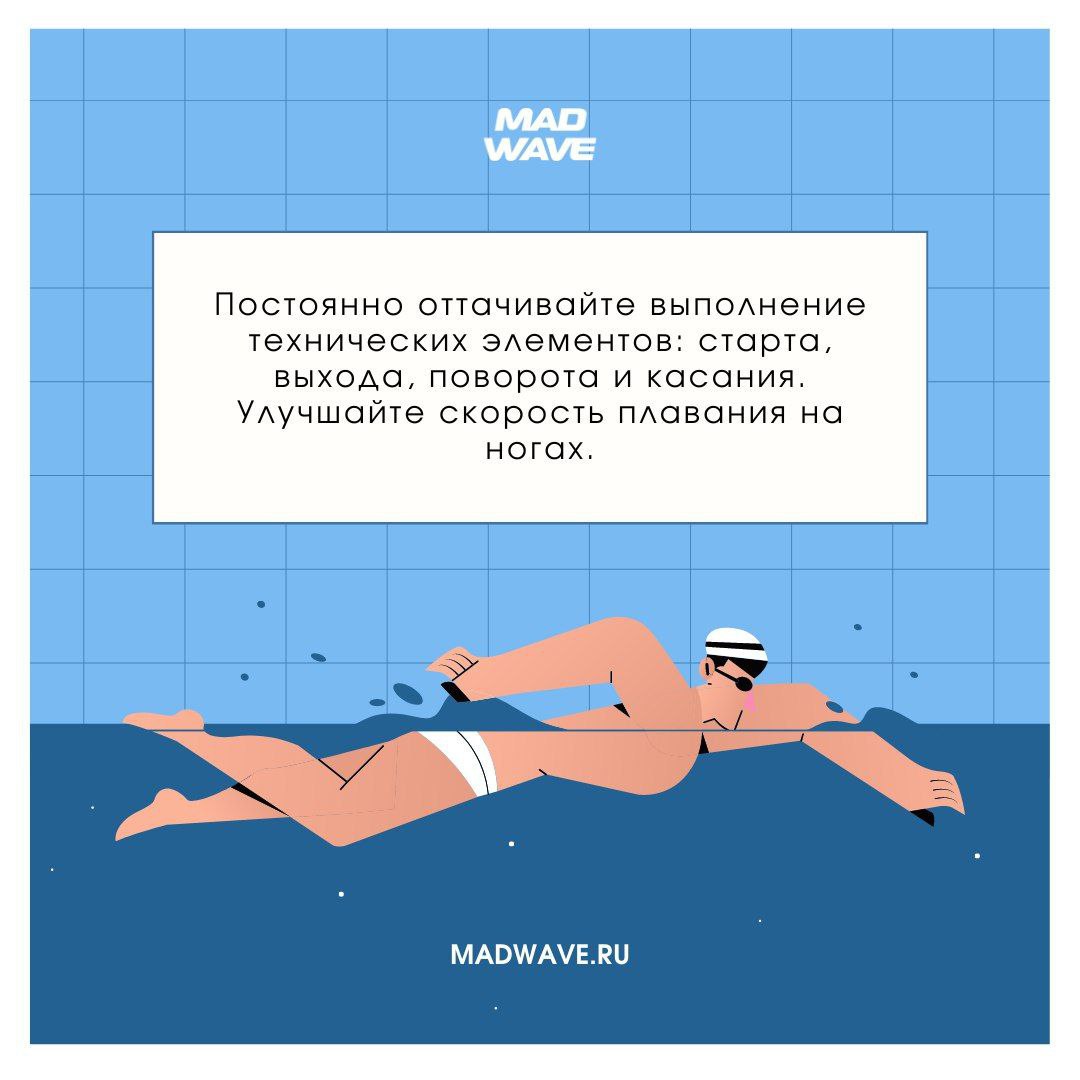 MAD
WAVE
Постоянно оттачивайте выполнение
технических элементов: старта,
выхода, поворота и касания.
Улучшайте скорость плавания на
ногах.
MADWAVE.RU